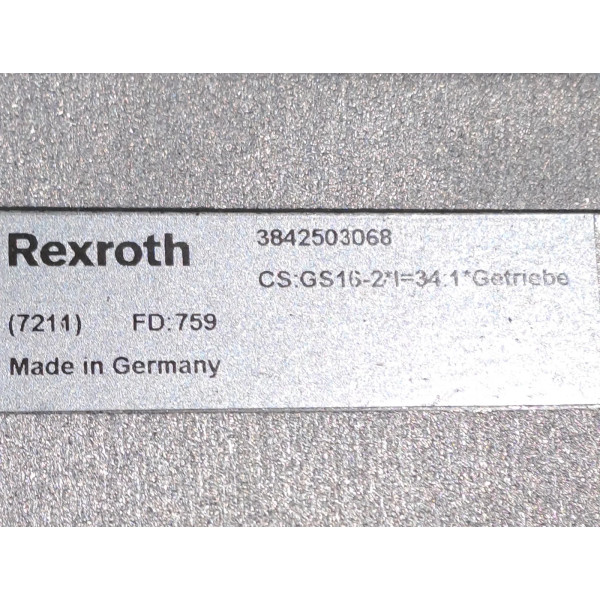 Rexroth
3842503068
CS:GS16-2*I=34:1*Getriebe
(7211) FD:759
Made in Germany